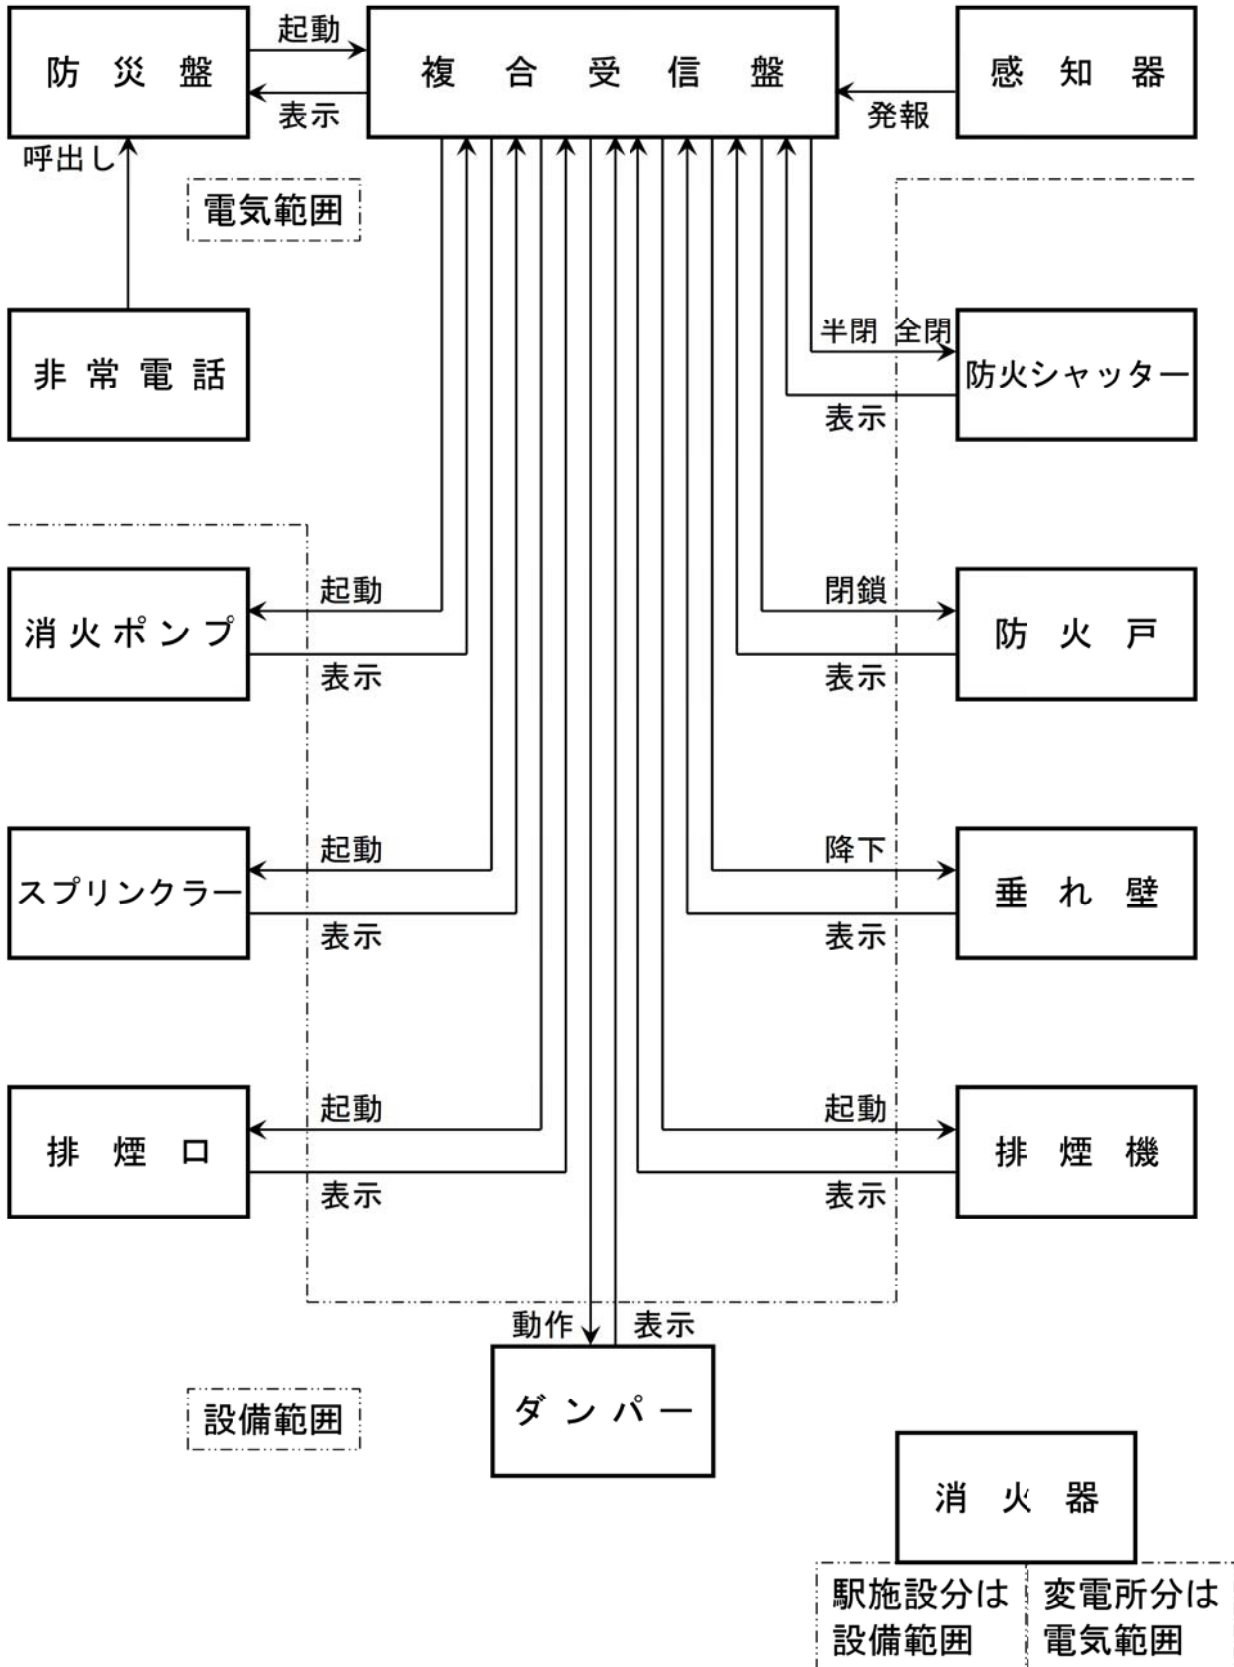 防災盤
起動
複合受信盤
感知器
表示
発報
呼出し
電気範囲
非常電話
半閉 全閉
防火シャッター
表示
消火ポンプ
起動
表示
閉鎖
防火戸
表示
スプリンクラー
起動
表示
降下
垂れ壁
表示
排煙口
起動
表示
起動
排煙機
表示
動作
表示
ダンパー
設備範囲
消火器
駅施設分は
設備範囲
変電所分は
電気範囲